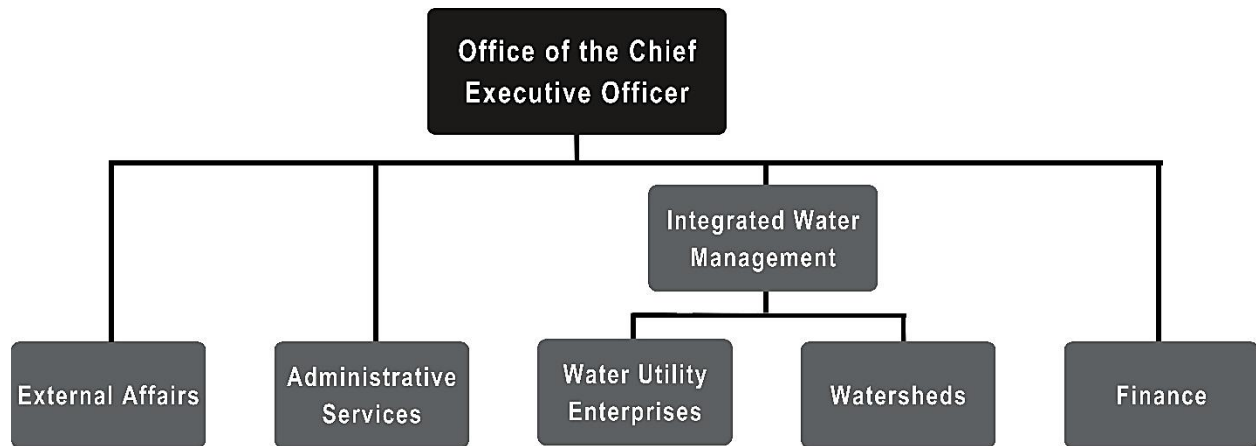 Office of the Chief
Executive Officer
Integrated Water
Management
External Affairs
Administrative
Services
Water Utility
Enterprises
Watersheds
Finance